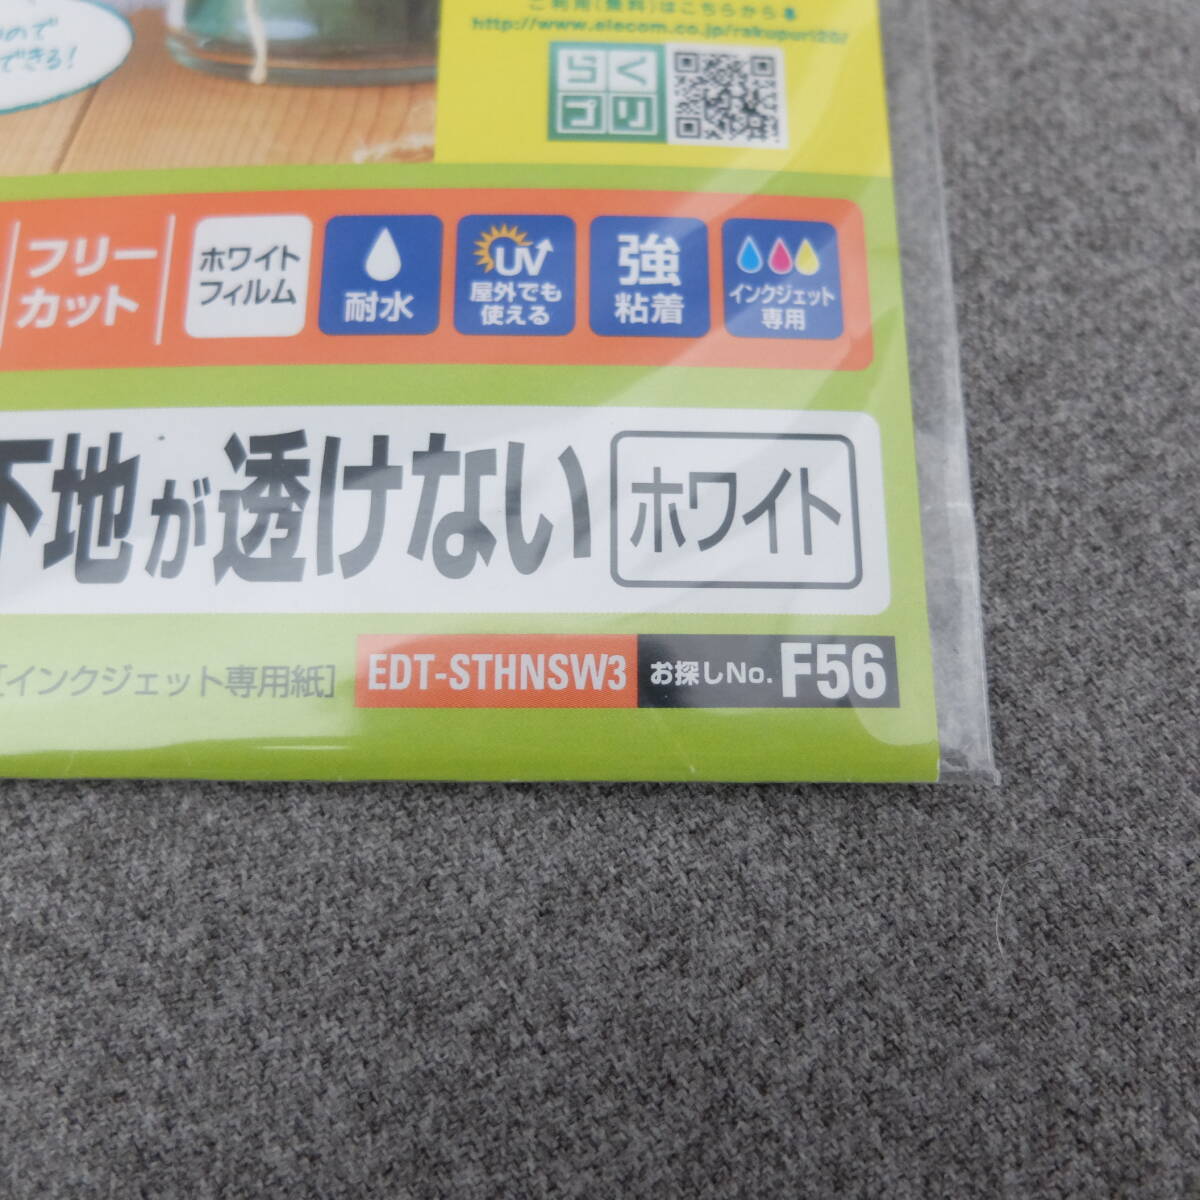 ご利用(無料)はこちらから
http://www.elecom.co.jp/rakupuri20/
ので
できる!
らく
プリ
フリー
カット
ホワイト
フィルム
耐水
UV
屋外でも
使える
強
粘着
インクジェット
専用
下地が透けない ホワイト
[インクジェット専用紙] EDT-STHNSW3 お探しNo. F56